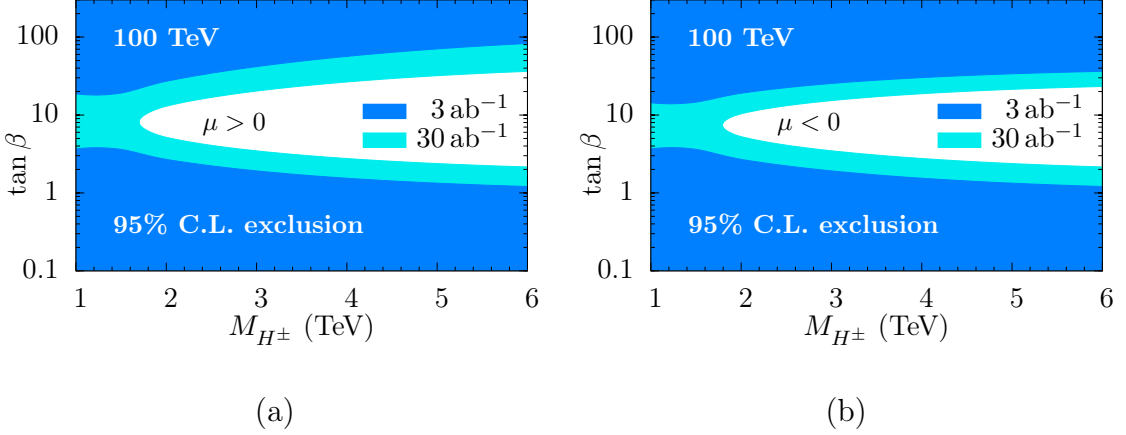 100 TeV
100
10
1
0.1
tan β
μ > 0
3 ab⁻¹
30 ab⁻¹
95% C.L. exclusion
1 2 3 4 5 6
M_{H^±} (TeV)
(a)
100 TeV
100
10
1
0.1
tan β
μ < 0
3 ab⁻¹
30 ab⁻¹
95% C.L. exclusion
1 2 3 4 5 6
M_{H^±} (TeV)
(b)